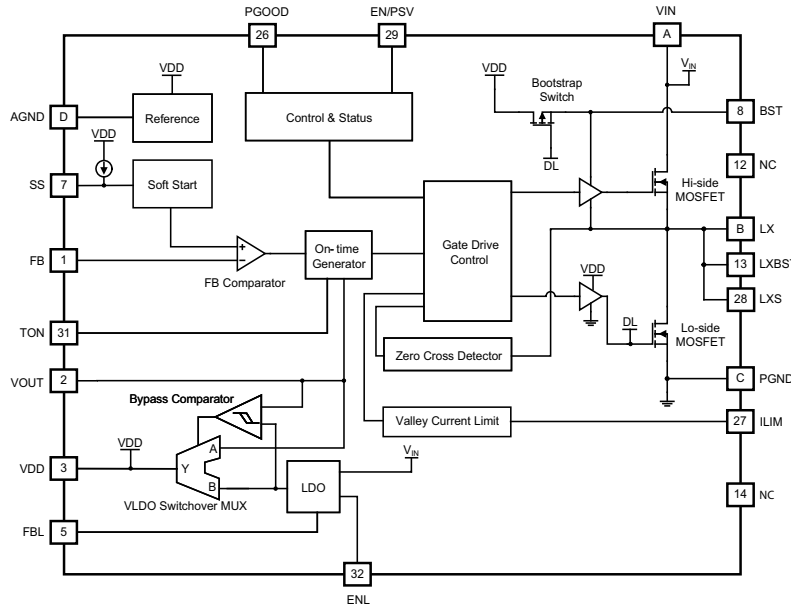 PGOOD
EN/PSV
VIN
26
29
A
VDD
VIN
VDD
Bootstrap
Switch
AGND
D
Reference
Control & Status
8
BST
VDD
DL
12
NC
SS
7
Soft Start
Hi-side
MOSFET
Gate Drive
Control
B
LX
FB
1
+
–
FB Comparator
On-time
Generator
13
LXBST
VDD
28
LXS
TON
31
DL
Lo-side
MOSFET
Zero Cross Detector
VOUT
2
C
PGND
Bypass Comparator
Valley Current Limit
27
ILIM
VDD
3
VDD
Y
A
B
VIN
LDO
VLDO Switchover MUX
14
NC
FBL
5
32
ENL